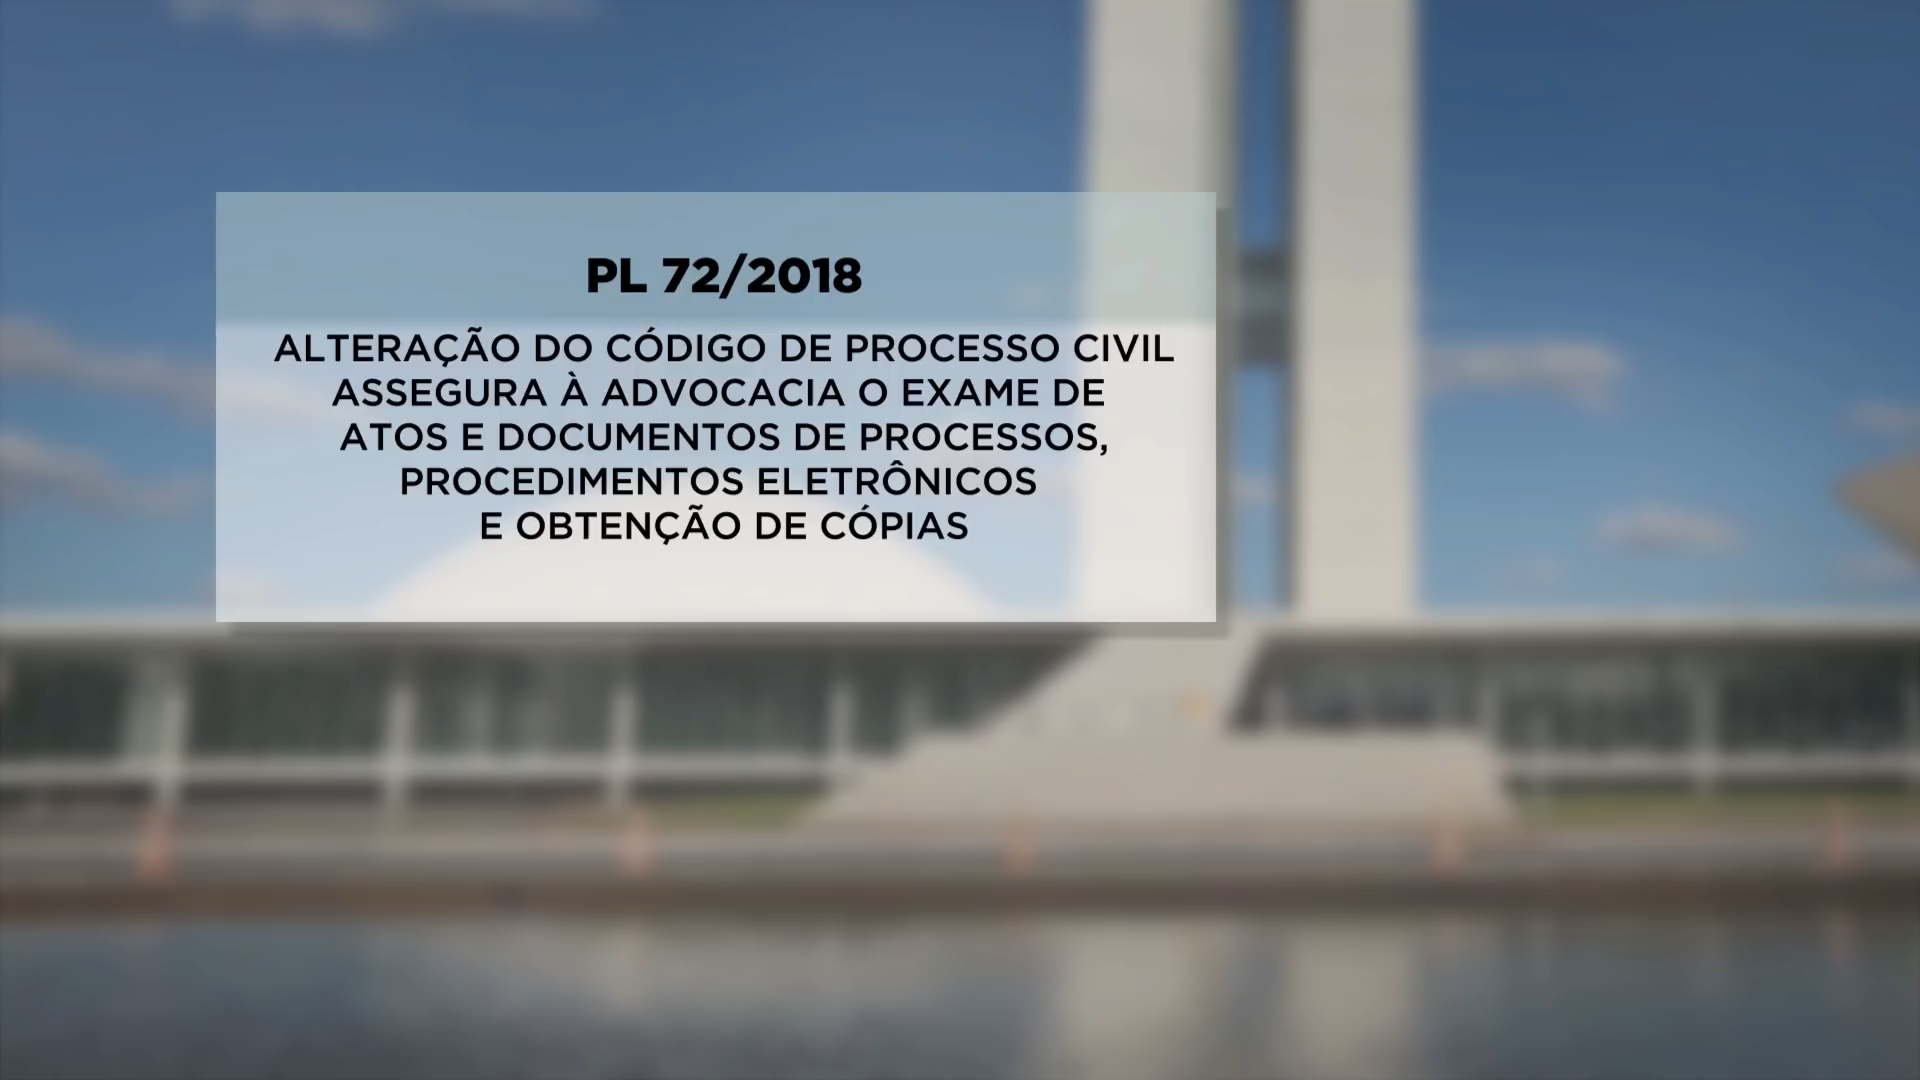 PL 72/2018
ALTERAÇÃO DO CÓDIGO DE PROCESSO CIVIL
ASSEGURA À ADVOCACIA O EXAME DE
ATOS E DOCUMENTOS DE PROCESSOS,
PROCEDIMENTOS ELETRÔNICOS
E OBTENÇÃO DE CÓPIAS